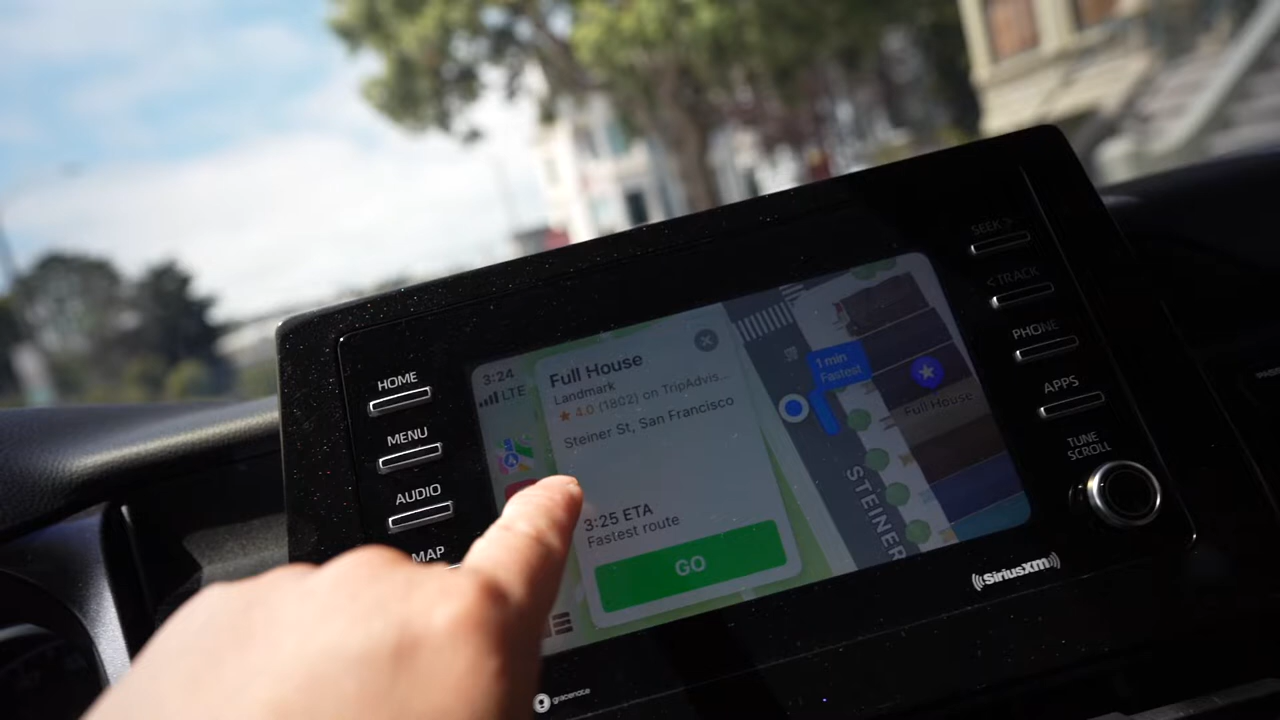 HOME
MENU
AUDIO
MAP
3:24
LTE
Full House
Landmark
★ 4.0 (1802) on TripAdvis...
Steiner St, San Francisco
3:25 ETA
Fastest route
GO
1 min
Fastest
Full House
STEINER
SEEK >
< TRACK
PHONE
APPS
TUNE
SCROLL
((SiriusXM))
gracenote